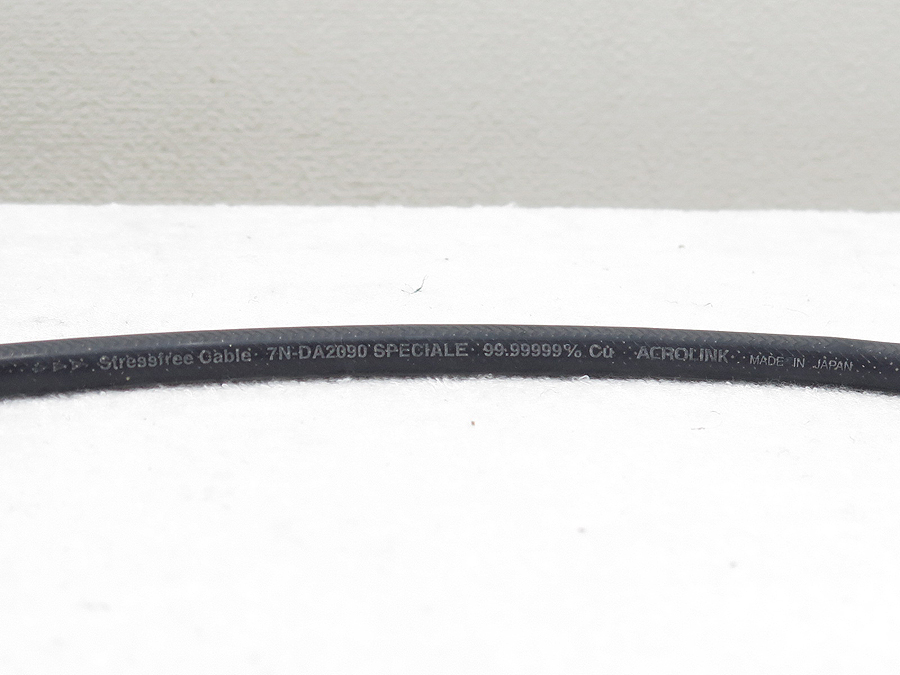 Stressfree Cable 7N-DA2090 SPECIALE 99.99999% Cu ACROLINK MADE IN JAPAN